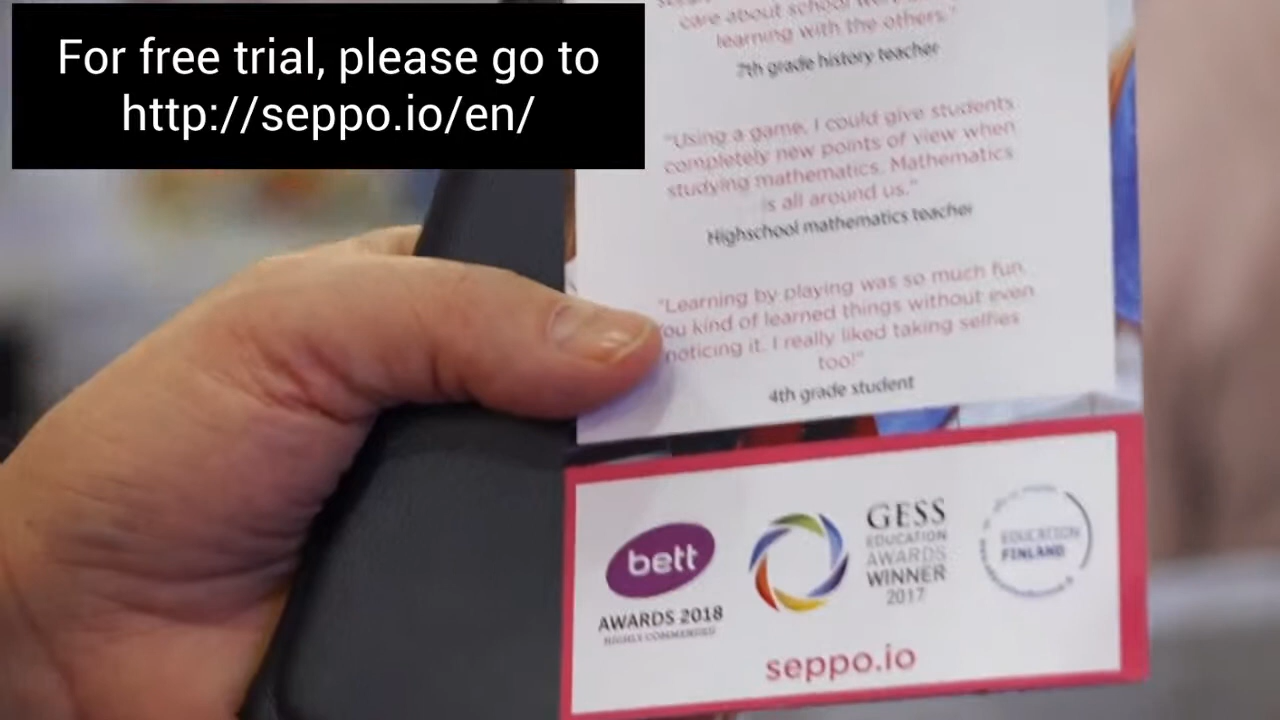 For free trial, please go to
http://seppo.io/en/
care about school
learning with the others."
7th grade history teacher
"Using a game, I could give students
completely new points of view when
studying mathematics. Mathematics
is all around us."
Highschool mathematics teacher
"Learning by playing was so much fun.
You kind of learned things without even
noticing it. I really liked taking selfies
too!"
4th grade student
bett
AWARDS 2018
HIGHLY COMMENDED
GESS
EDUCATION
AWARDS
WINNER
2017
EDUCATION
FINLAND
seppo.io